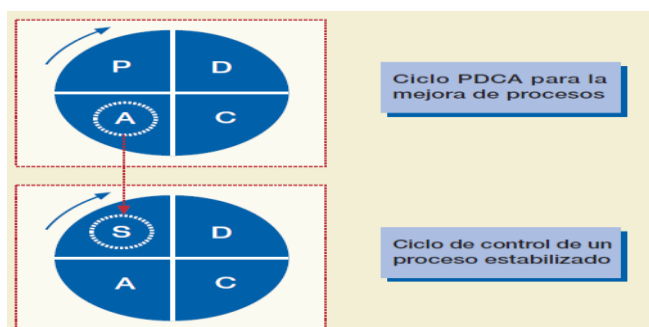 P D
A C
Ciclo PDCA para la
mejora de procesos
S D
A C
Ciclo de control de un
proceso estabilizado